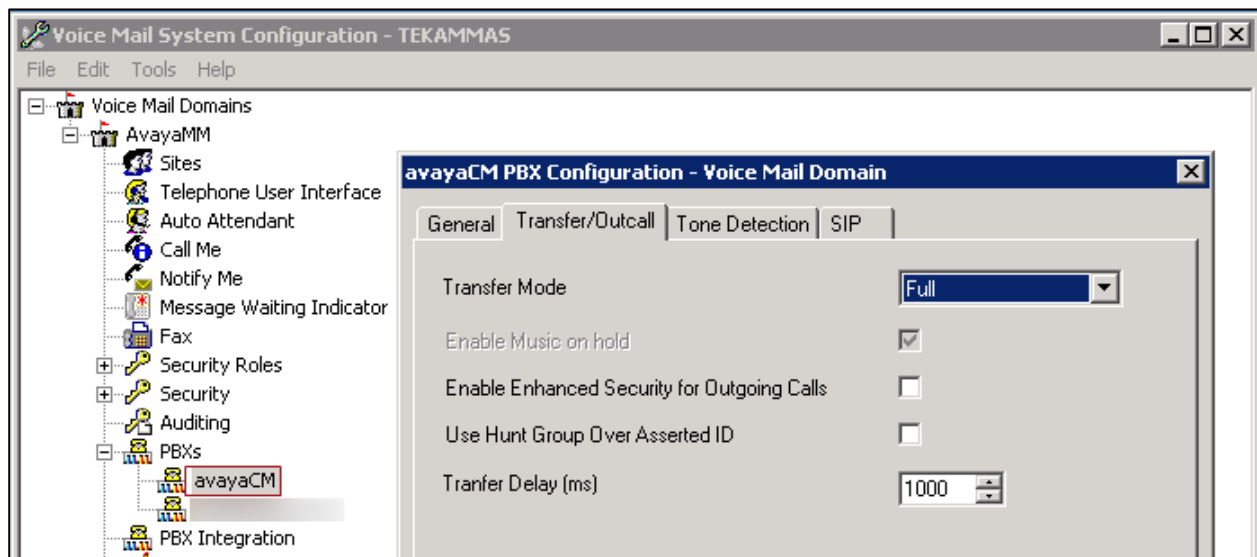 Voice Mail System Configuration - TEKAMMAS
File Edit Tools Help
Voice Mail Domains
AvayaMM
Sites
Telephone User Interface
Auto Attendant
Call Me
Notify Me
Message Waiting Indicator
Fax
Security Roles
Security
Auditing
PBXs
avayaCM
PBX Integration
avayaCM PBX Configuration - Voice Mail Domain
General Transfer/Outcall Tone Detection SIP
Transfer Mode Full
Enable Music on hold
Enable Enhanced Security for Outgoing Calls
Use Hunt Group Over Asserted ID
Tranfer Delay (ms) 1000